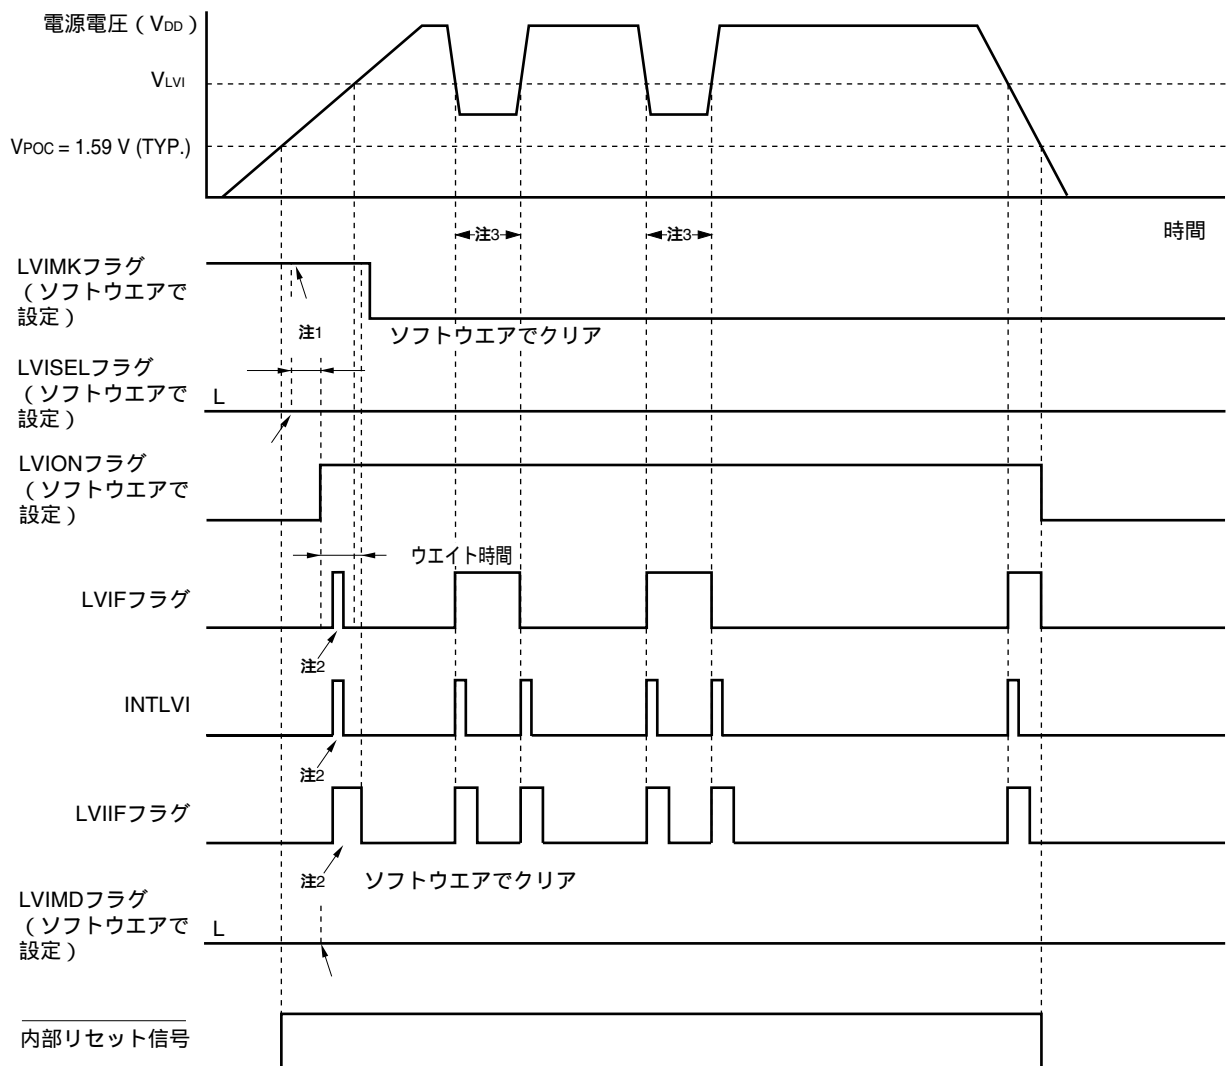 電源電圧（VDD）
VLVI
VPOC = 1.59 V (TYP.)
時間
注3
注3
LVIMKフラグ
（ソフトウエアで
設定）
注1
ソフトウエアでクリア
LVISELフラグ
（ソフトウエアで
設定）
L
LVIONフラグ
（ソフトウエアで
設定）
ウエイト時間
LVIFフラグ
注2
INTLVI
注2
LVIIFフラグ
注2
ソフトウエアでクリア
LVIMDフラグ
（ソフトウエアで
設定）
L
内部リセット信号